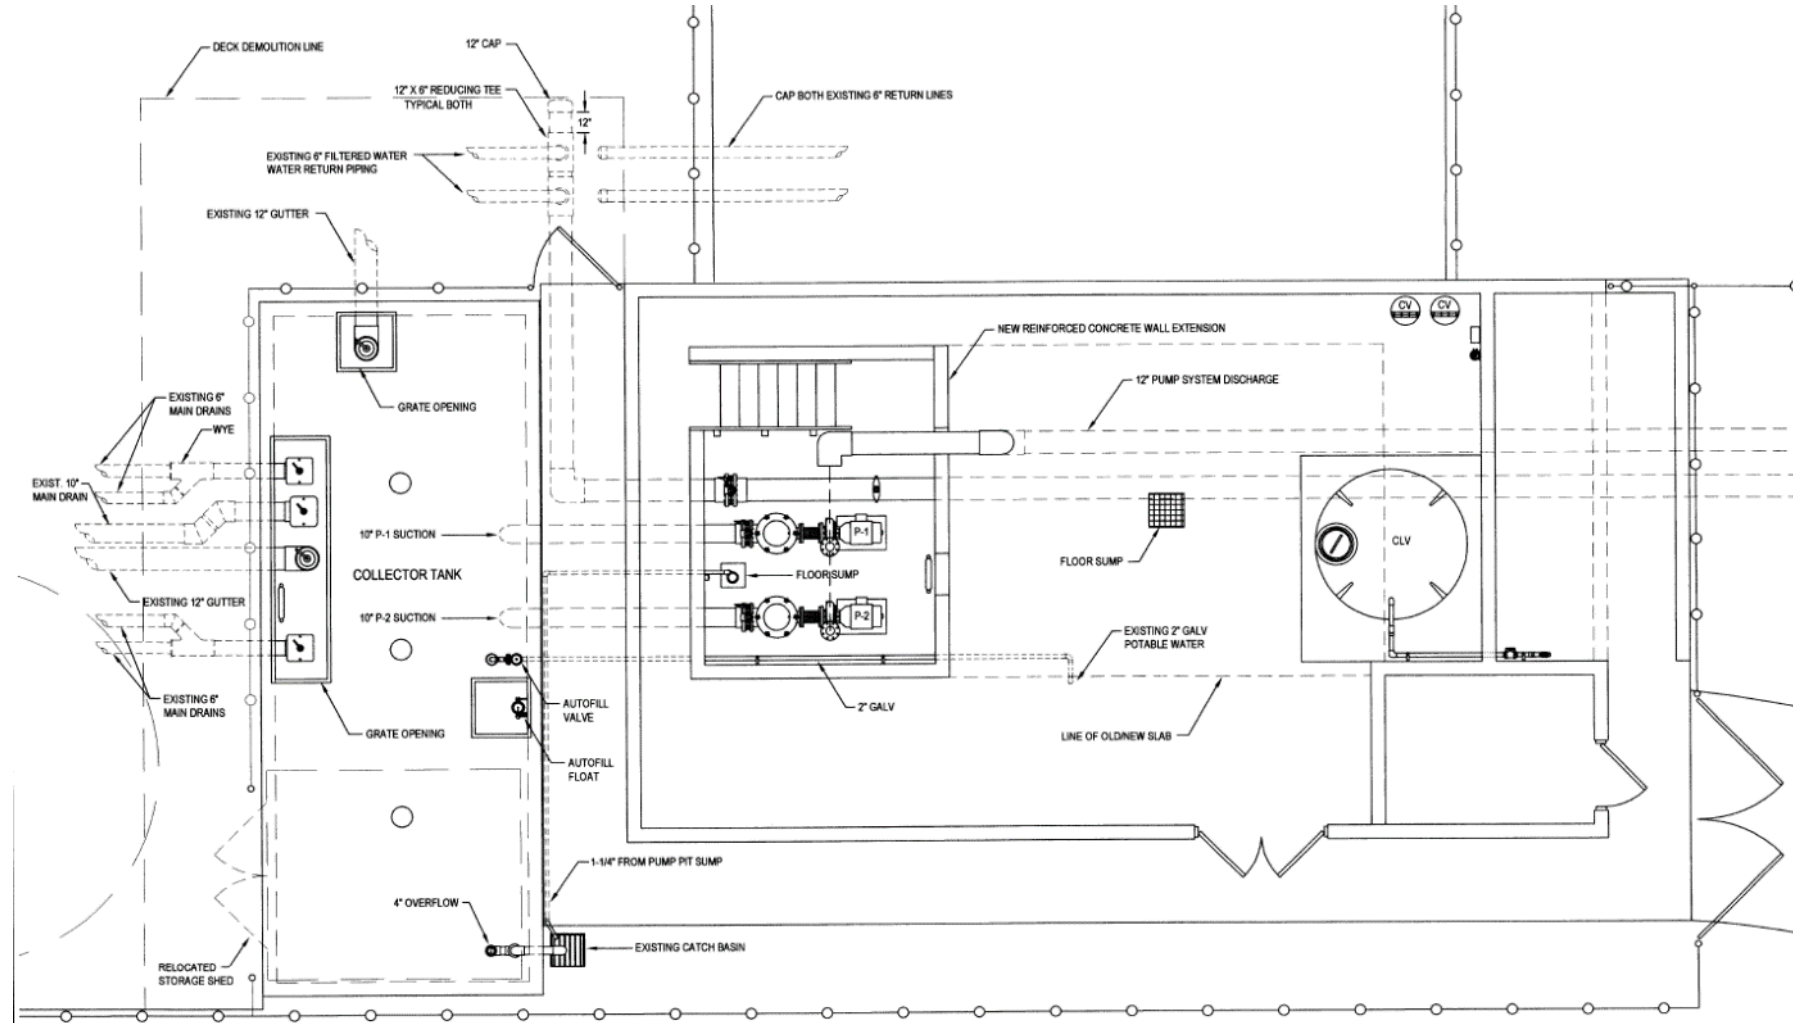 DECK DEMOLITION LINE
12" CAP
12" X 6" REDUCING TEE
TYPICAL BOTH
12"
CAP BOTH EXISTING 6" RETURN LINES
EXISTING 6" FILTERED WATER
WATER RETURN PIPING
EXISTING 12" GUTTER
CV
CV
NEW REINFORCED CONCRETE WALL EXTENSION
12" PUMP SYSTEM DISCHARGE
GRATE OPENING
EXISTING 6"
MAIN DRAINS
WYE
EXIST. 10"
MAIN DRAIN
10" P-1 SUCTION
P-1
CLV
FLOOR SUMP
FLOOR SUMP
COLLECTOR TANK
EXISTING 12" GUTTER
10" P-2 SUCTION
P-2
EXISTING 2" GALV
POTABLE WATER
EXISTING 6"
MAIN DRAINS
AUTOFILL
VALVE
2" GALV
GRATE OPENING
LINE OF OLD/NEW SLAB
AUTOFILL
FLOAT
1-1/4" FROM PUMP PIT SUMP
4" OVERFLOW
EXISTING CATCH BASIN
RELOCATED
STORAGE SHED